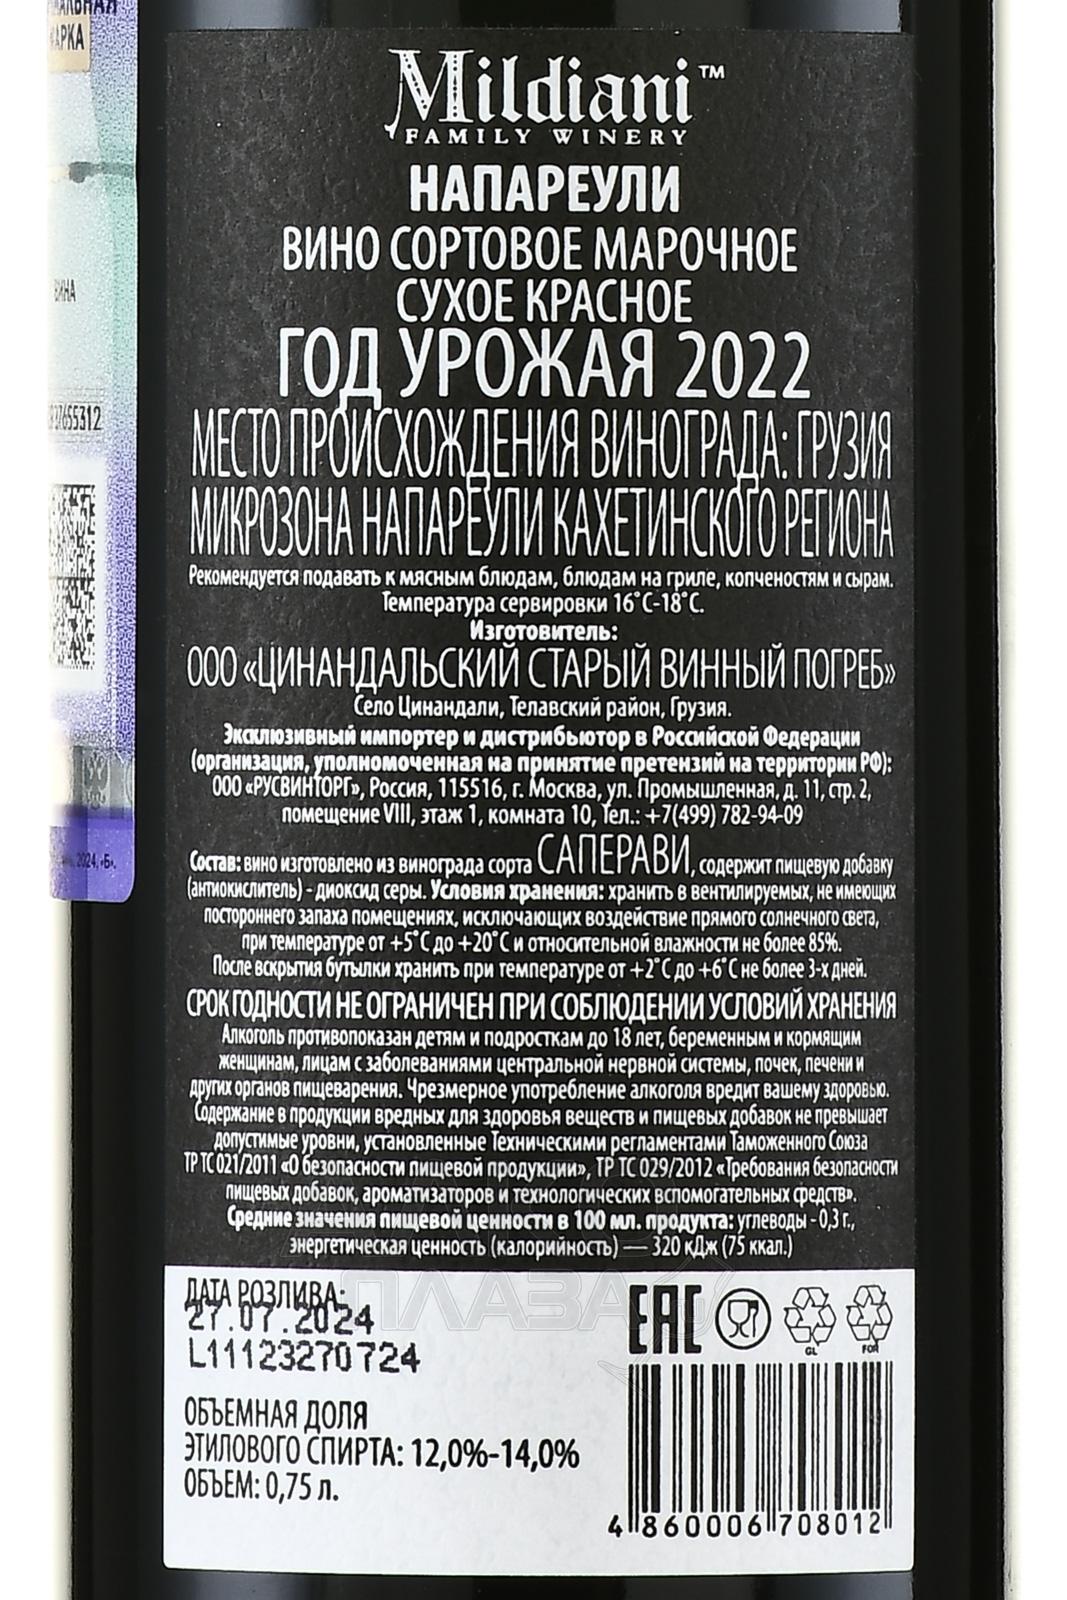 Mildiani™
FAMILY WINERY
НАПАРЕУЛИ
ВИНО СОРТОВОЕ МАРОЧНОЕ
СУХОЕ КРАСНОЕ
ГОД УРОЖАЯ 2022
МЕСТО ПРОИСХОЖДЕНИЯ ВИНОГРАДА: ГРУЗИЯ
МИКРОЗОНА НАПАРЕУЛИ КАХЕТИНСКОГО РЕГИОНА
Рекомендуется подавать к мясным блюдам, блюдам на гриле, копченостям и сырам.
Температура сервировки 16˚С-18˚С.
Изготовитель:
ООО «ЦИНАНДАЛЬСКИЙ СТАРЫЙ ВИННЫЙ ПОГРЕБ»
Село Цинандали, Телавский район, Грузия.
Эксклюзивный импортер и дистрибьютор в Российской Федерации
(организация, уполномоченная на принятие претензий на территории РФ):
ООО «РУСВИНТОРГ», Россия, 115516, г. Москва, ул. Промышленная, д. 11, стр. 2,
помещение VIII, этаж 1, комната 10, Тел.: +7(499) 782-94-09
Состав: вино изготовлено из винограда сорта САПЕРАВИ, содержит пищевую добавку
(антиокислитель) - диоксид серы. Условия хранения: хранить в вентилируемых, не имеющих
постороннего запаха помещениях, исключающих воздействие прямого солнечного света,
при температуре от +5˚С до +20˚С и относительной влажности не более 85%.
После вскрытия бутылки хранить при температуре от +2˚С до +6˚С не более 3-х дней.
СРОК ГОДНОСТИ НЕ ОГРАНИЧЕН ПРИ СОБЛЮДЕНИИ УСЛОВИЙ ХРАНЕНИЯ
Алкоголь противопоказан детям и подросткам до 18 лет, беременным и кормящим
женщинам, лицам с заболеваниями центральной нервной системы, почек, печени и
других органов пищеварения. Чрезмерное употребление алкоголя вредит вашему здоровью.
Содержание в продукции вредных для здоровья веществ и пищевых добавок не превышает
допустимые уровни, установленные Техническими регламентами Таможенного Союза
ТР ТС 021/2011 «О безопасности пищевой продукции», ТР ТС 029/2012 «Требования безопасности
пищевых добавок, ароматизаторов и технологических вспомогательных средств».
Средние значения пищевой ценности в 100 мл. продукта: углеводы - 0,3 г.,
энергетическая ценность (калорийность) — 320 кДж (75 ккал.)
ДАТА РОЗЛИВА:
27.07.2024
L11123270724
ОБЪЕМНАЯ ДОЛЯ
ЭТИЛОВОГО СПИРТА: 12,0%-14,0%
ОБЪЕМ: 0,75 л.
EAC
GL
FOR
4 860006 708012
ПЛАЗА
ВИНА
37655312
2024, «Б».